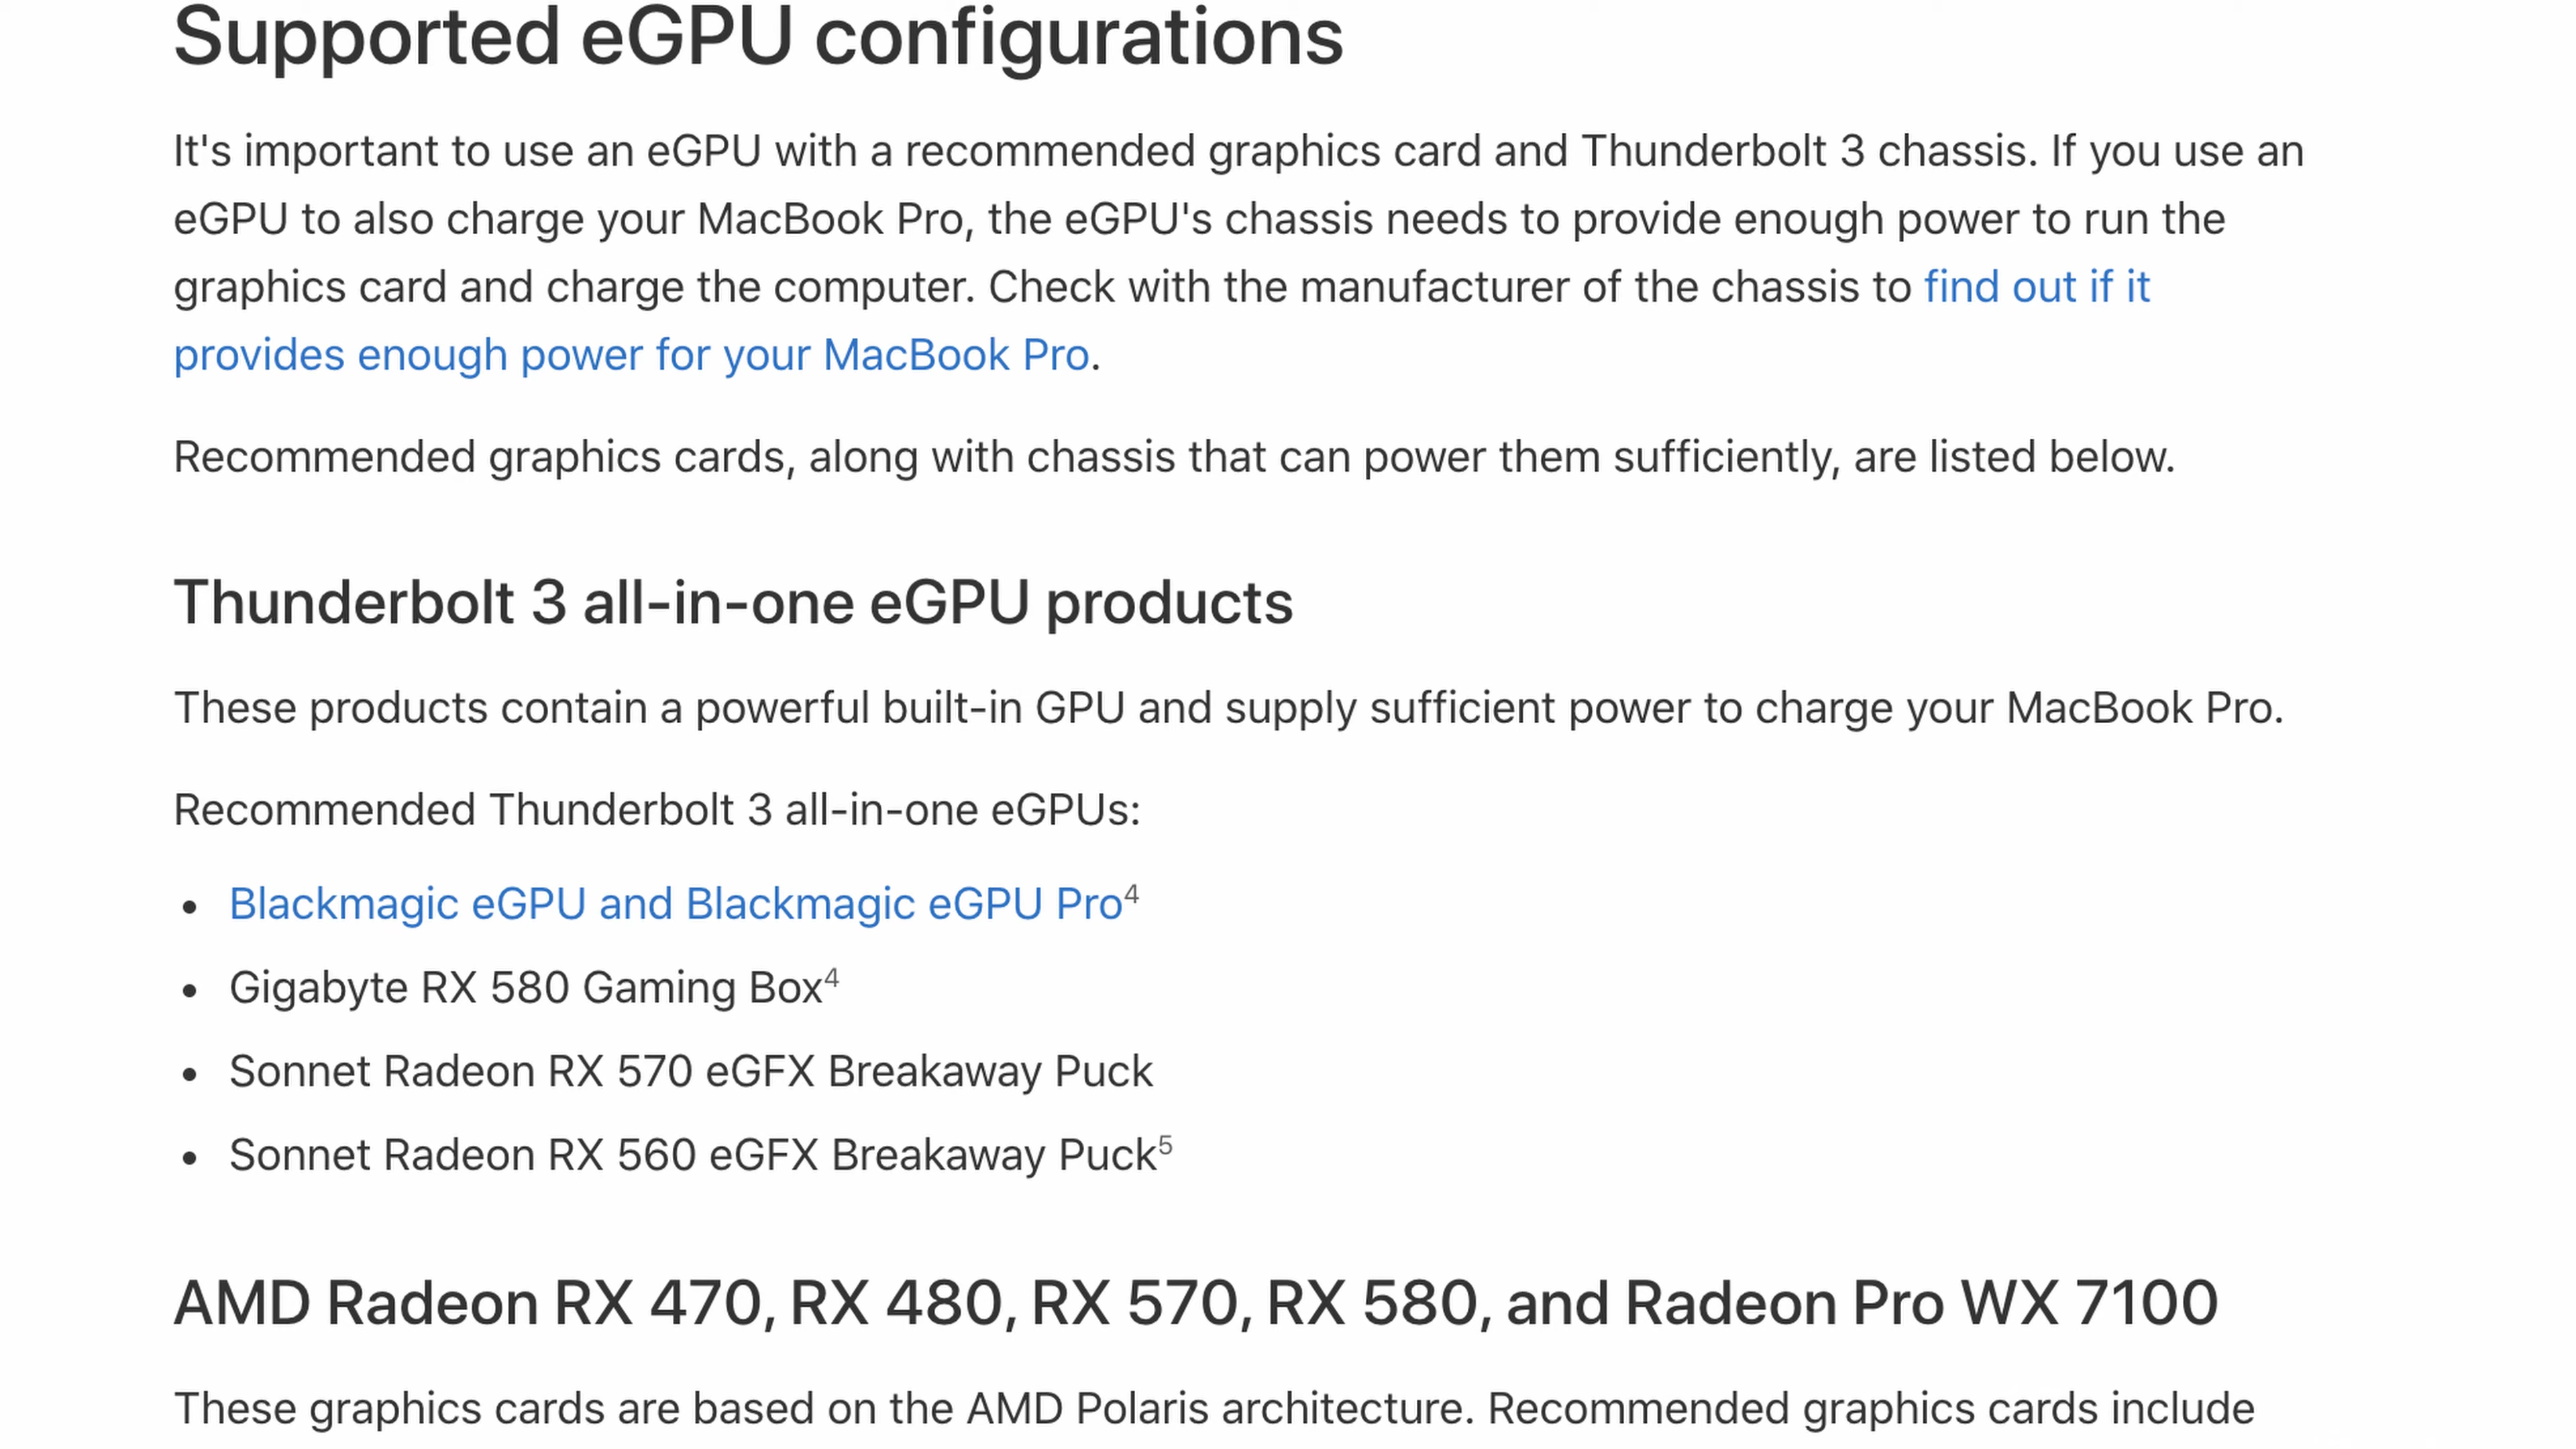 Supported eGPU configurations
It's important to use an eGPU with a recommended graphics card and Thunderbolt 3 chassis. If you use an
eGPU to also charge your MacBook Pro, the eGPU's chassis needs to provide enough power to run the
graphics card and charge the computer. Check with the manufacturer of the chassis to find out if it
provides enough power for your MacBook Pro.
Recommended graphics cards, along with chassis that can power them sufficiently, are listed below.
Thunderbolt 3 all-in-one eGPU products
These products contain a powerful built-in GPU and supply sufficient power to charge your MacBook Pro.
Recommended Thunderbolt 3 all-in-one eGPUs:
• Blackmagic eGPU and Blackmagic eGPU Pro⁴
• Gigabyte RX 580 Gaming Box⁴
• Sonnet Radeon RX 570 eGFX Breakaway Puck
• Sonnet Radeon RX 560 eGFX Breakaway Puck⁵
AMD Radeon RX 470, RX 480, RX 570, RX 580, and Radeon Pro WX 7100
These graphics cards are based on the AMD Polaris architecture. Recommended graphics cards include